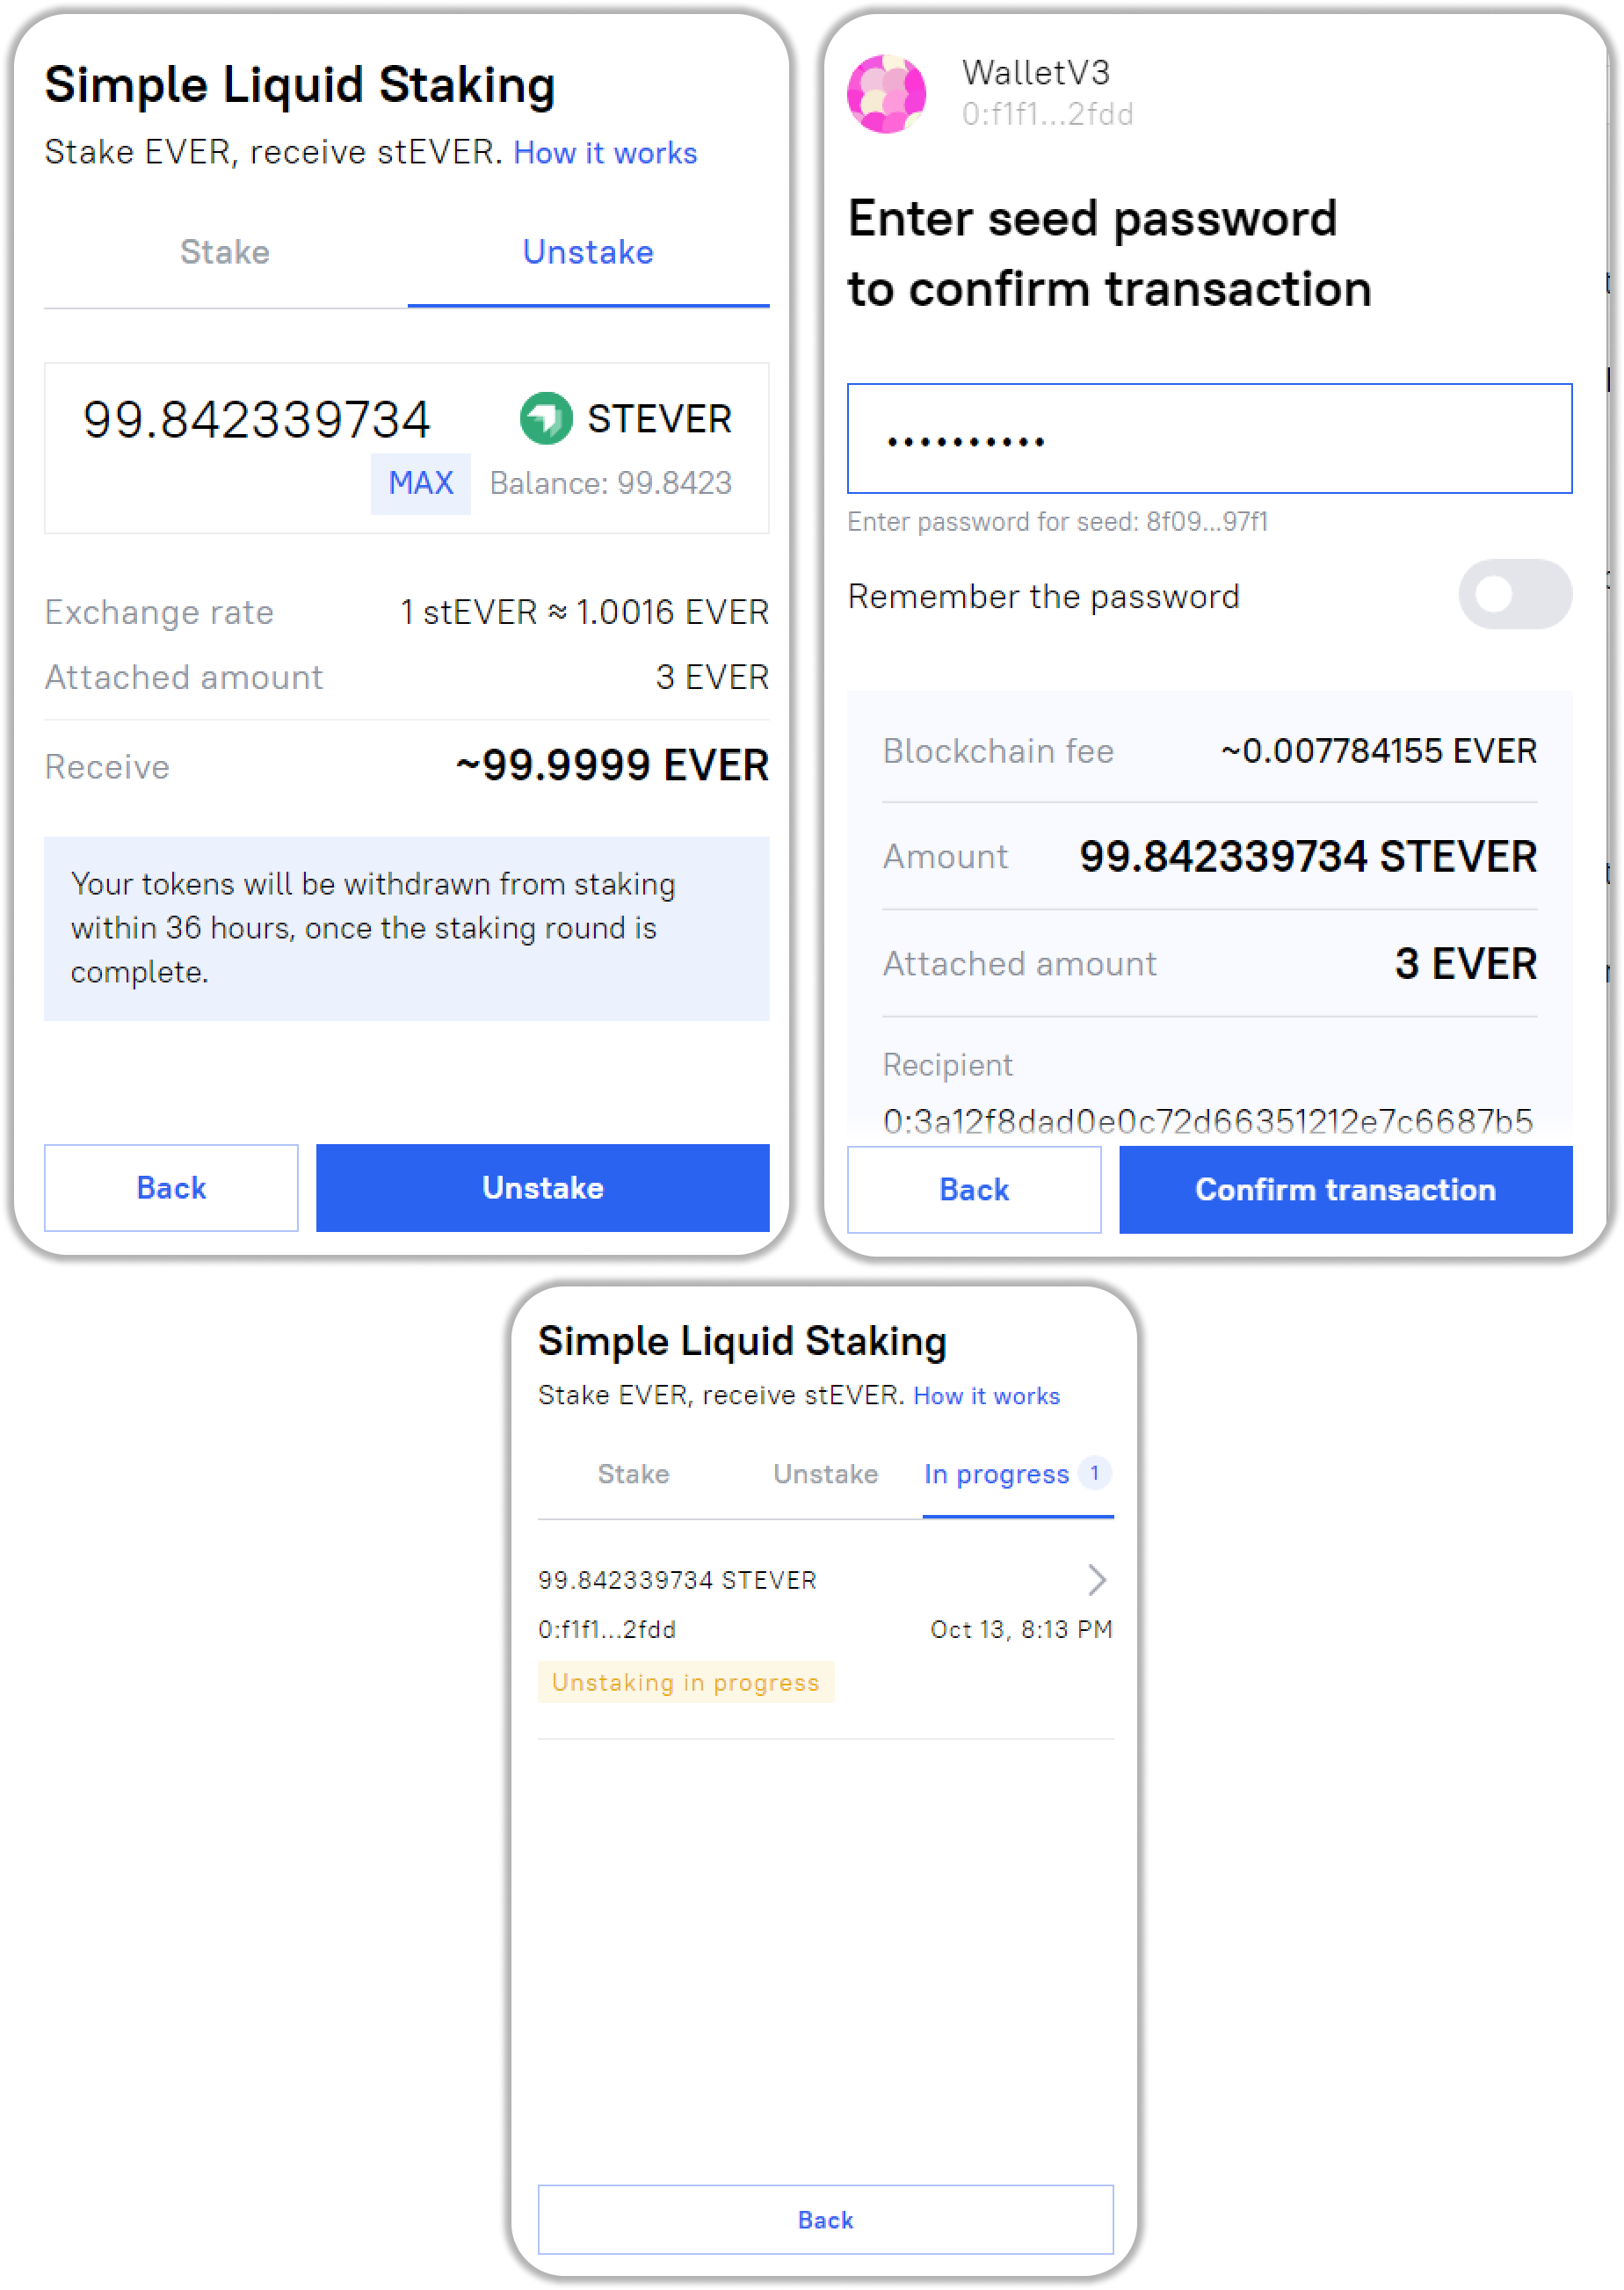 Simple Liquid Staking
Stake EVER, receive stEVER. How it works
Stake Unstake
99.842339734 STEVER
MAX Balance: 99.8423
Exchange rate 1 stEVER ≈ 1.0016 EVER
Attached amount 3 EVER
Receive ~99.9999 EVER
Your tokens will be withdrawn from staking
within 36 hours, once the staking round is
complete.
Back Unstake
WalletV3
0:f1f1...2fdd
Enter seed password
to confirm transaction
••••••••••
Enter password for seed: 8f09...97f1
Remember the password
Blockchain fee ~0.007784155 EVER
Amount 99.842339734 STEVER
Attached amount 3 EVER
Recipient
0:3a12f8dad0e0c72d66351212e7c6687b5
Back Confirm transaction
Simple Liquid Staking
Stake EVER, receive stEVER. How it works
Stake Unstake In progress 1
99.842339734 STEVER
0:f1f1...2fdd Oct 13, 8:13 PM
Unstaking in progress
Back